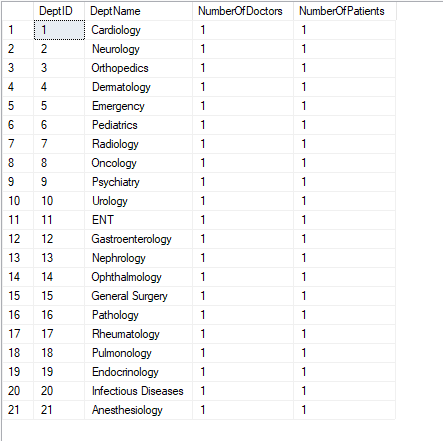 DeptID DeptName NumberOfDoctors NumberOfPatients
1 1 Cardiology 1 1
2 2 Neurology 1 1
3 3 Orthopedics 1 1
4 4 Dermatology 1 1
5 5 Emergency 1 1
6 6 Pediatrics 1 1
7 7 Radiology 1 1
8 8 Oncology 1 1
9 9 Psychiatry 1 1
10 10 Urology 1 1
11 11 ENT 1 1
12 12 Gastroenterology 1 1
13 13 Nephrology 1 1
14 14 Ophthalmology 1 1
15 15 General Surgery 1 1
16 16 Pathology 1 1
17 17 Rheumatology 1 1
18 18 Pulmonology 1 1
19 19 Endocrinology 1 1
20 20 Infectious Diseases 1 1
21 21 Anesthesiology 1 1